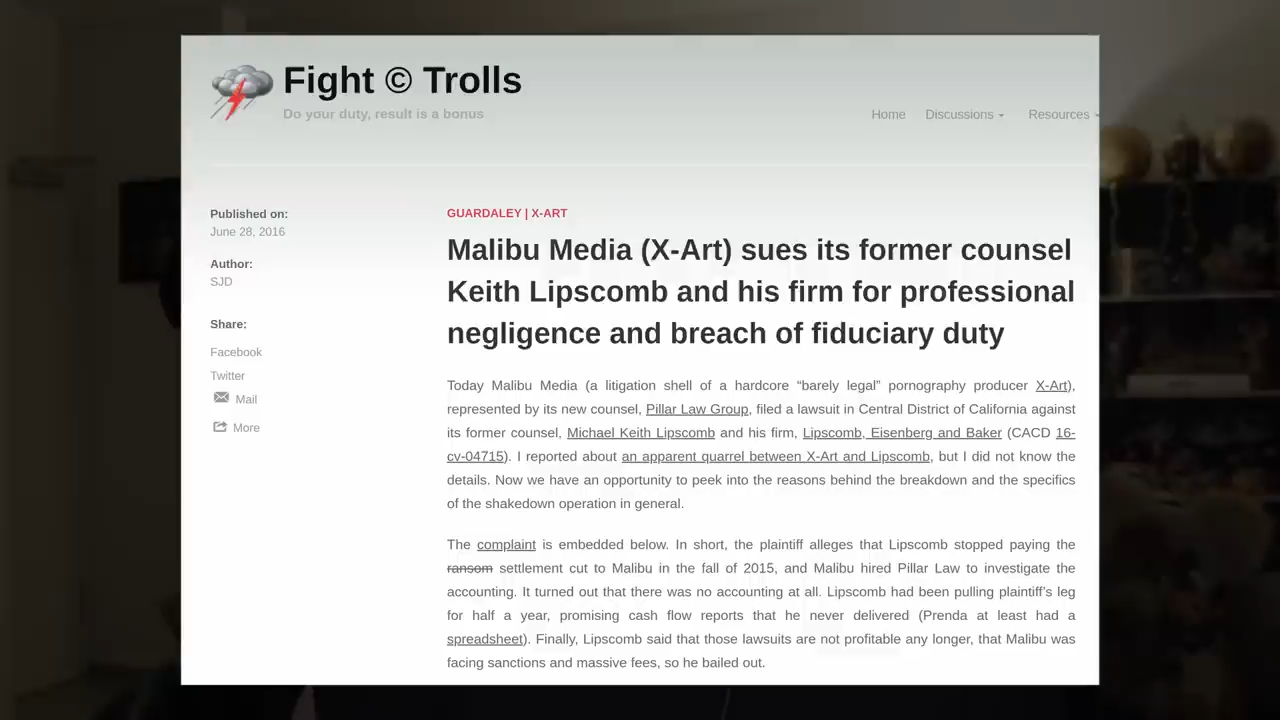 Fight © Trolls
Do your duty, result is a bonus
Home Discussions Resources
Published on:
June 28, 2016
Author:
SJD
Share:
Facebook
Twitter
Mail
More
GUARDALEY | X-ART
Malibu Media (X-Art) sues its former counsel
Keith Lipscomb and his firm for professional
negligence and breach of fiduciary duty
Today Malibu Media (a litigation shell of a hardcore “barely legal” pornography producer X-Art),
represented by its new counsel, Pillar Law Group, filed a lawsuit in Central District of California against
its former counsel, Michael Keith Lipscomb and his firm, Lipscomb, Eisenberg and Baker (CACD 16-
cv-04715). I reported about an apparent quarrel between X-Art and Lipscomb, but I did not know the
details. Now we have an opportunity to peek into the reasons behind the breakdown and the specifics
of the shakedown operation in general.
The complaint is embedded below. In short, the plaintiff alleges that Lipscomb stopped paying the
ransom settlement cut to Malibu in the fall of 2015, and Malibu hired Pillar Law to investigate the
accounting. It turned out that there was no accounting at all. Lipscomb had been pulling plaintiff’s leg
for half a year, promising cash flow reports that he never delivered (Prenda at least had a
spreadsheet). Finally, Lipscomb said that those lawsuits are not profitable any longer, that Malibu was
facing sanctions and massive fees, so he bailed out.